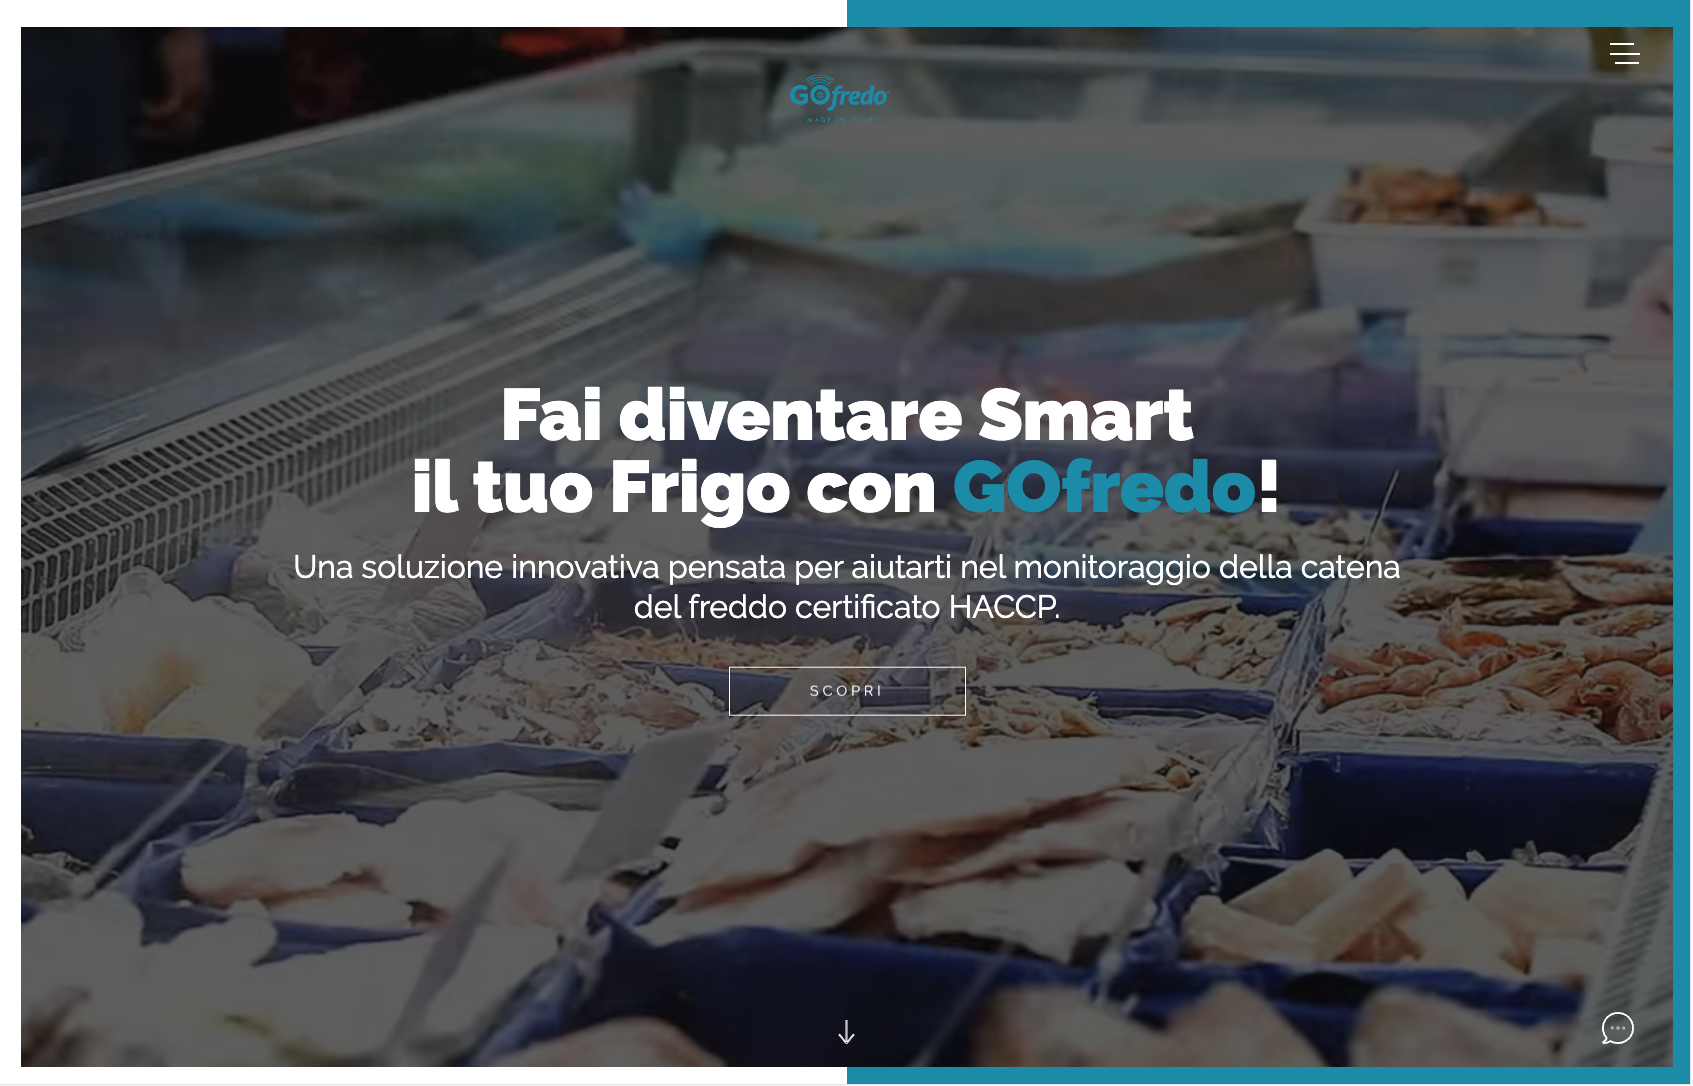 GOfredo
MADE IN ITALY
Fai diventare Smart
il tuo Frigo con GOfredo!
Una soluzione innovativa pensata per aiutarti nel monitoraggio della catena
del freddo certificato HACCP.
SCOPRI